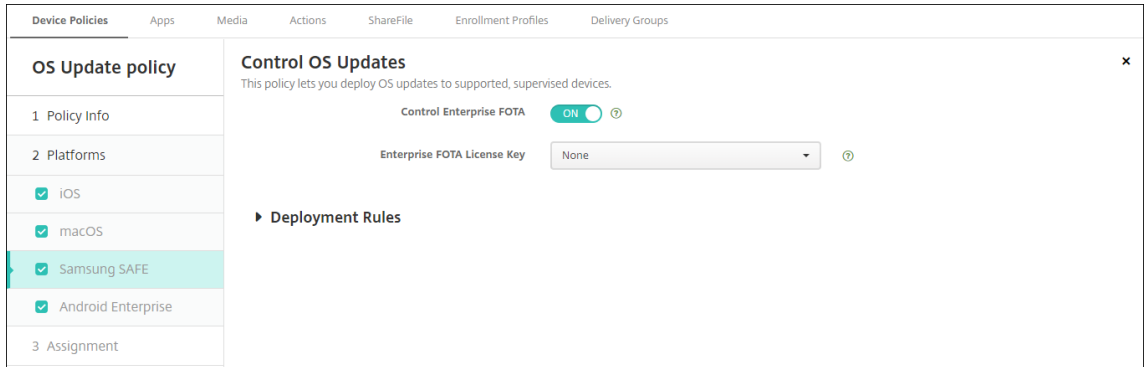 Device Policies Apps Media Actions ShareFile Enrollment Profiles Delivery Groups
OS Update policy
1 Policy Info
2 Platforms
iOS
macOS
Samsung SAFE
Android Enterprise
3 Assignment
Control OS Updates
This policy lets you deploy OS updates to supported, supervised devices.
Control Enterprise FOTA ON
Enterprise FOTA License Key None
Deployment Rules